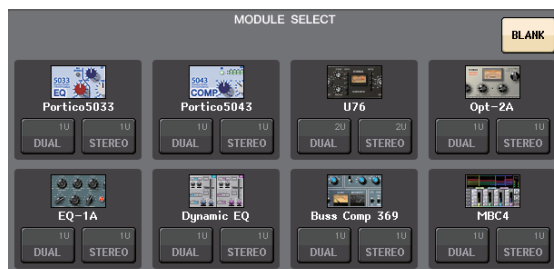 MODULE SELECT
BLANK
5033 EQ
5043 COMP
Portico5033
Portico5043
U76
Opt-2A
1U DUAL 1U STEREO
1U DUAL 1U STEREO
2U DUAL 2U STEREO
1U DUAL 1U STEREO
EQ-1A
Dynamic EQ
Buss Comp 369
MBC4
1U DUAL 1U STEREO
1U DUAL 1U STEREO
1U DUAL 1U STEREO
1U DUAL 1U STEREO